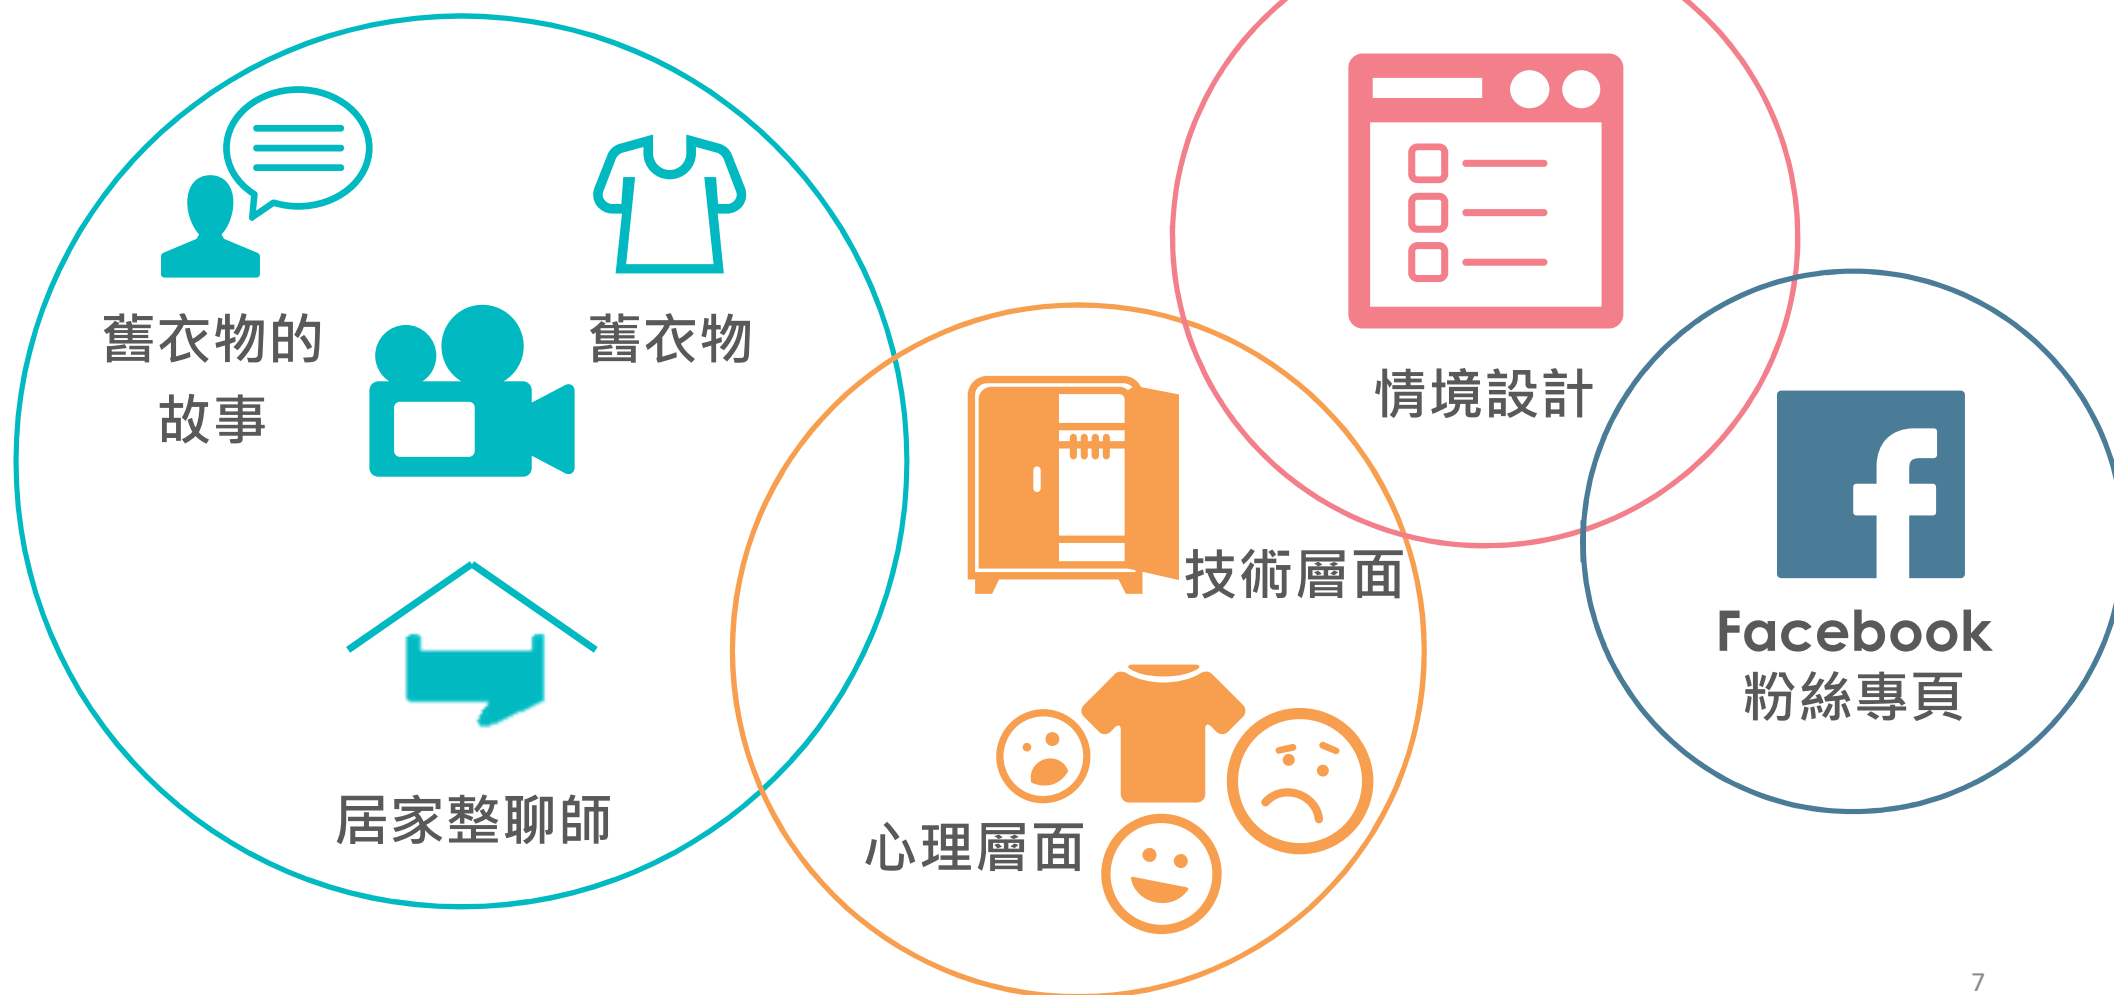 舊衣物的
故事
舊衣物
居家整聊師
技術層面
心理層面
情境設計
Facebook
粉絲專頁
7